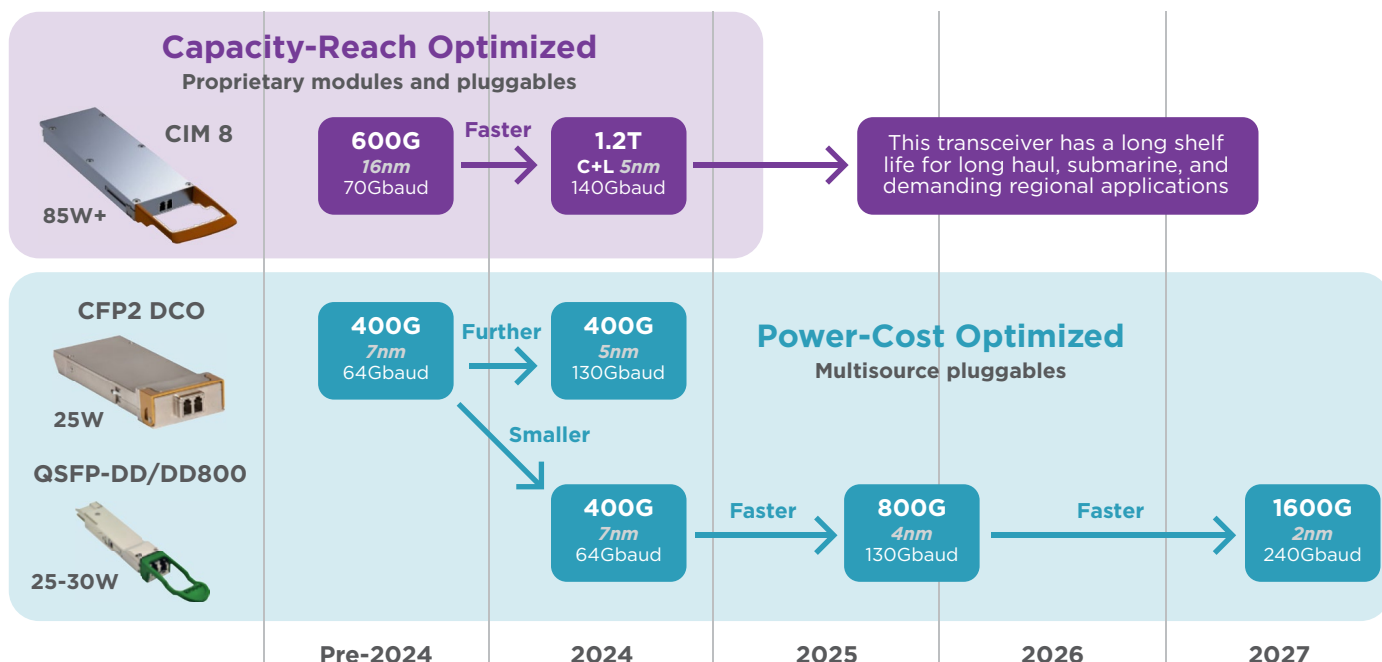 Capacity-Reach Optimized
Proprietary modules and pluggables
CIM 8
85W+
600G
16nm
70Gbaud
Faster
1.2T
C+L 5nm
140Gbaud
This transceiver has a long shelf
life for long haul, submarine, and
demanding regional applications
CFP2 DCO
25W
400G
7nm
64Gbaud
Further
400G
5nm
130Gbaud
Power-Cost Optimized
Multisource pluggables
Smaller
QSFP-DD/DD800
25-30W
400G
7nm
64Gbaud
Faster
800G
4nm
130Gbaud
Faster
1600G
2nm
240Gbaud
Pre-2024
2024
2025
2026
2027